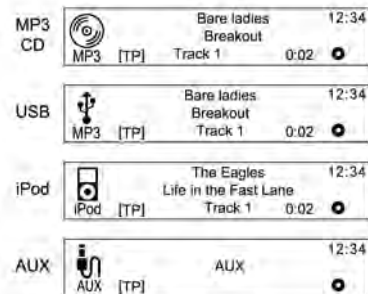 MP3
CD
Bare ladies 12:34
Breakout
MP3 [TP] Track 1 0:02
USB
Bare ladies 12:34
Breakout
MP3 [TP] Track 1 0:02
iPod
The Eagles 12:34
Life in the Fast Lane
iPod [TP] Track 1 0:02
AUX
12:34
AUX
AUX [TP]